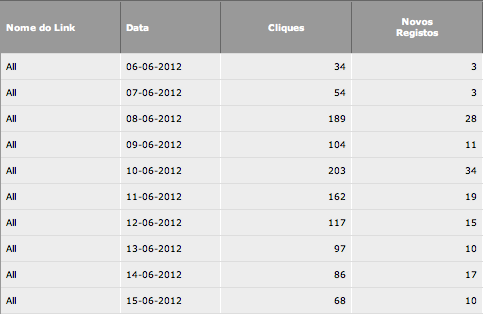 Nome do Link Data Cliques Novos Registos
All 06-06-2012 34 3
All 07-06-2012 54 3
All 08-06-2012 189 28
All 09-06-2012 104 11
All 10-06-2012 203 34
All 11-06-2012 162 19
All 12-06-2012 117 15
All 13-06-2012 97 10
All 14-06-2012 86 17
All 15-06-2012 68 10